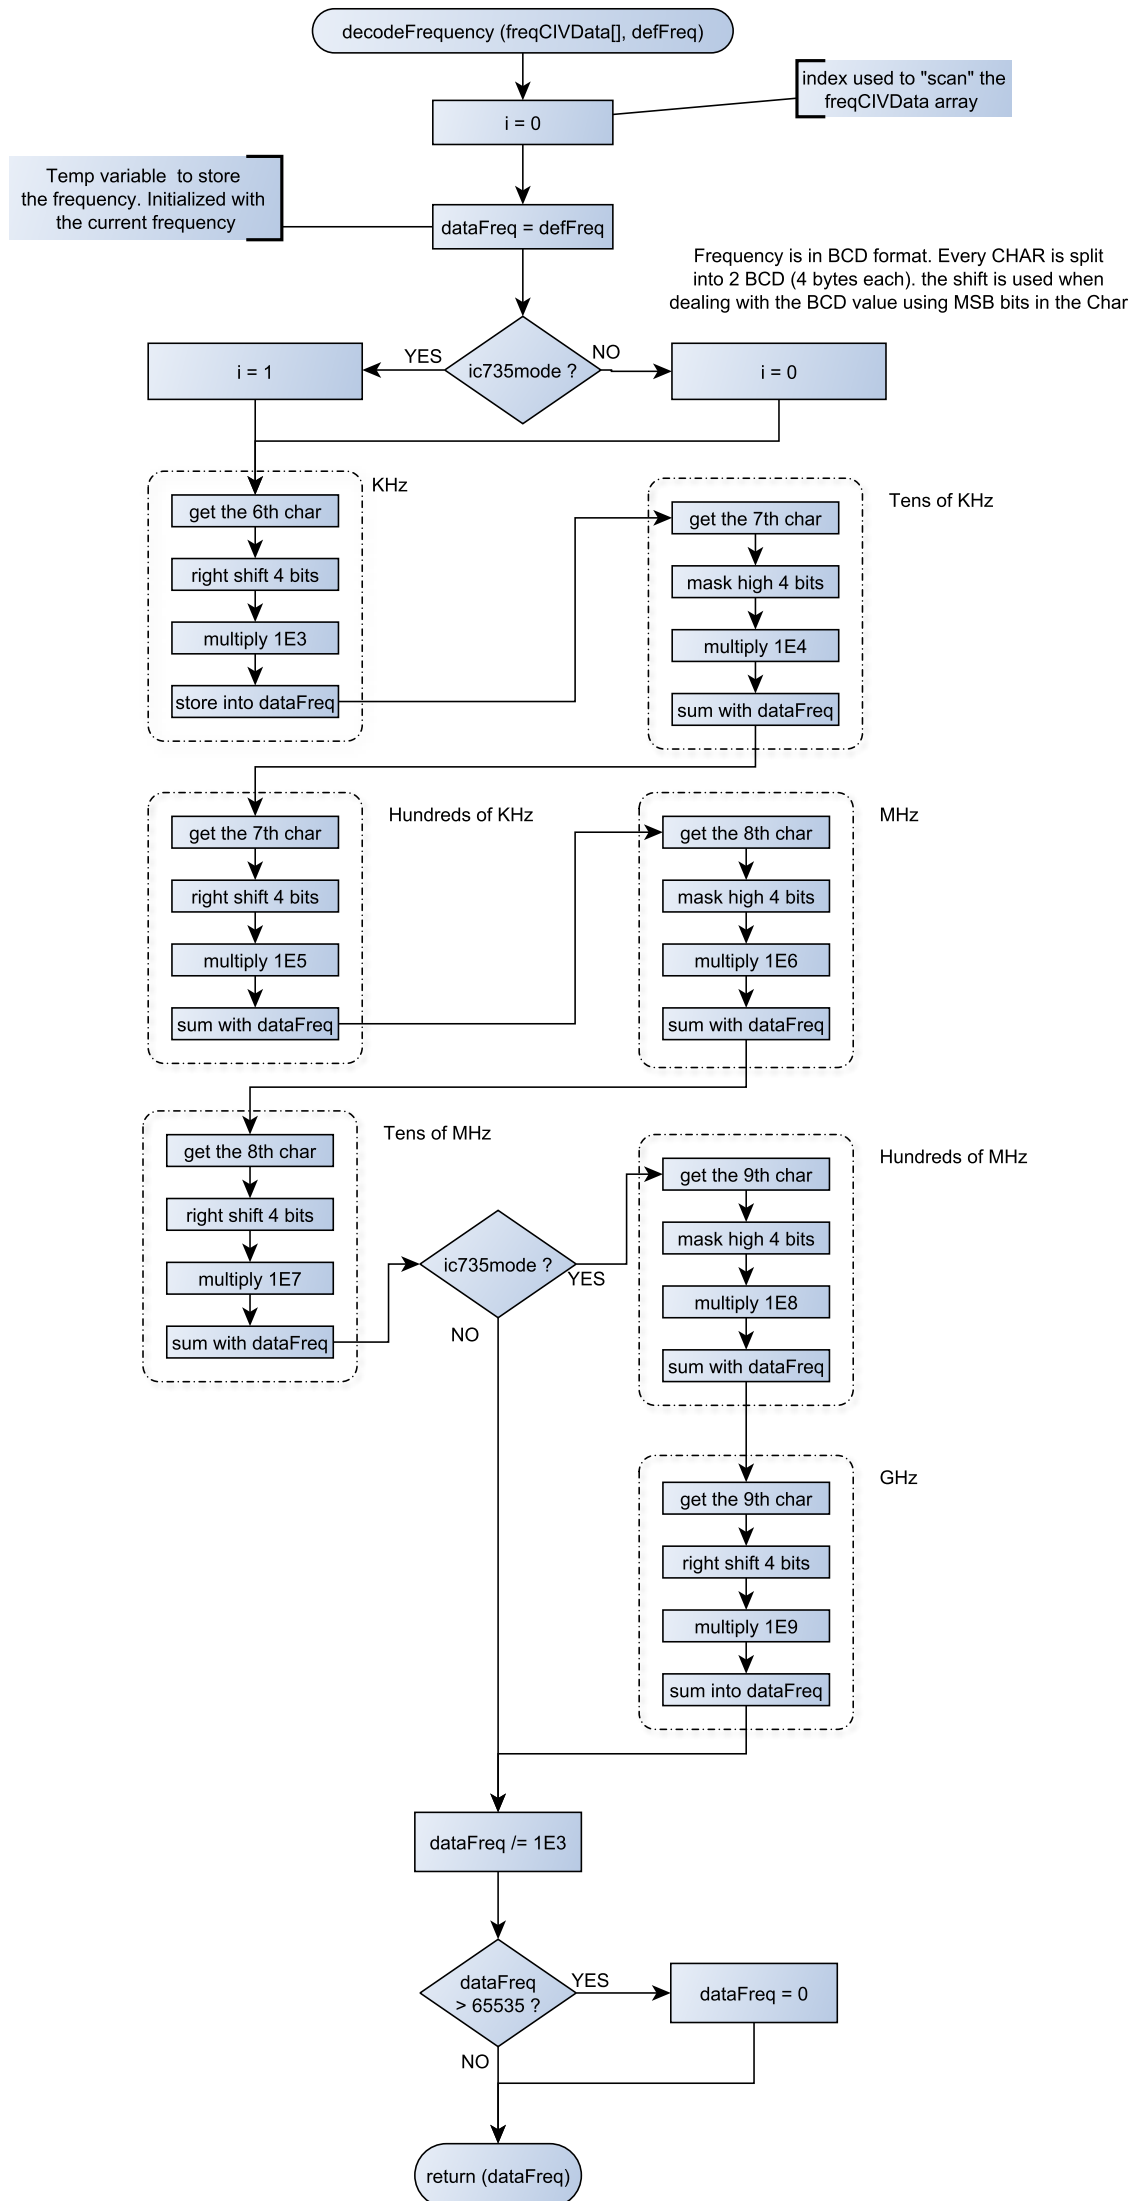 decodeFrequency (freqCIVData[], defFreq)
index used to "scan" the
freqCIVData array
i = 0
Temp variable  to store
the frequency. Initialized with
the current frequency
dataFreq = defFreq
Frequency is in BCD format. Every CHAR is split
into 2 BCD (4 bytes each). the shift is used when
dealing with the BCD value using MSB bits in the Char
YES
ic735mode ?
NO
i = 1
i = 0
KHz
get the 6th char
right shift 4 bits
multiply 1E3
store into dataFreq
Tens of KHz
get the 7th char
mask high 4 bits
multiply 1E4
sum with dataFreq
Hundreds of KHz
get the 7th char
right shift 4 bits
multiply 1E5
sum with dataFreq
MHz
get the 8th char
mask high 4 bits
multiply 1E6
sum with dataFreq
Tens of MHz
get the 8th char
right shift 4 bits
multiply 1E7
sum with dataFreq
ic735mode ?
YES
NO
Hundreds of MHz
get the 9th char
mask high 4 bits
multiply 1E8
sum with dataFreq
GHz
get the 9th char
right shift 4 bits
multiply 1E9
sum into dataFreq
dataFreq /= 1E3
dataFreq
> 65535 ?
YES
dataFreq = 0
NO
return (dataFreq)